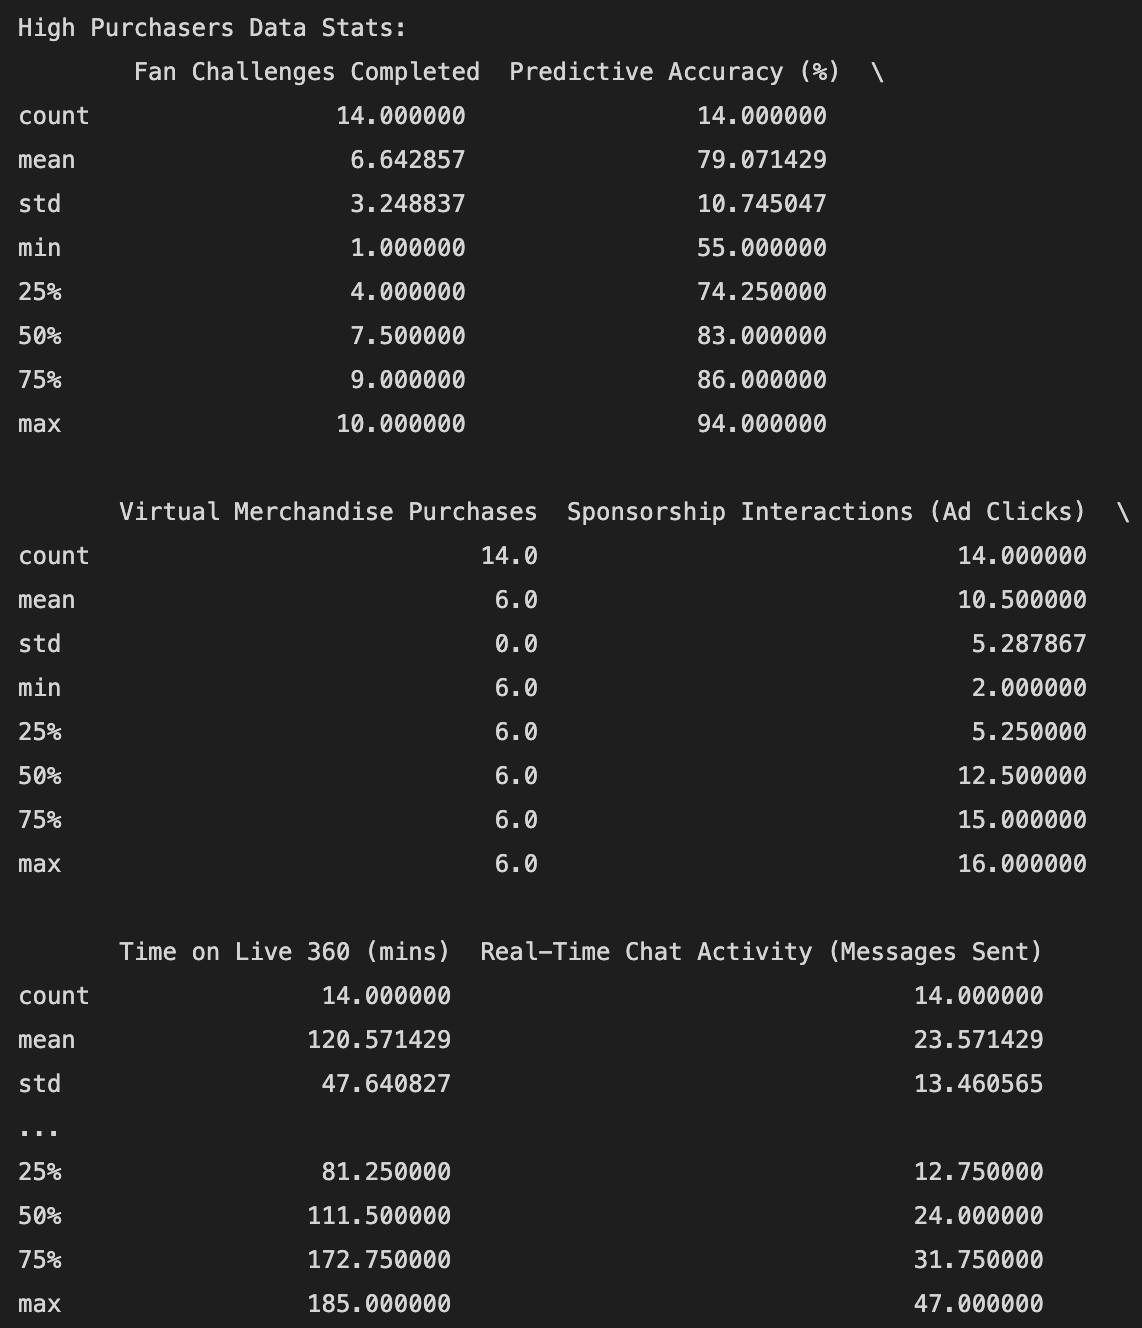 High Purchasers Data Stats:
        Fan Challenges Completed  Predictive Accuracy (%)  \
count                 14.000000                14.000000
mean                   6.642857                79.071429
std                    3.248837                10.745047
min                    1.000000                55.000000
25%                    4.000000                74.250000
50%                    7.500000                83.000000
75%                    9.000000                86.000000
max                   10.000000                94.000000
       Virtual Merchandise Purchases  Sponsorship Interactions (Ad Clicks)  \
count                           14.0                             14.000000
mean                             6.0                             10.500000
std                              0.0                              5.287867
min                              6.0                              2.000000
25%                              6.0                              5.250000
50%                              6.0                             12.500000
75%                              6.0                             15.000000
max                              6.0                             16.000000
       Time on Live 360 (mins)  Real-Time Chat Activity (Messages Sent)
count                14.000000                                14.000000
mean                120.571429                                23.571429
std                  47.640827                                13.460565
...
25%                  81.250000                                12.750000
50%                 111.500000                                24.000000
75%                 172.750000                                31.750000
max                 185.000000                                47.000000